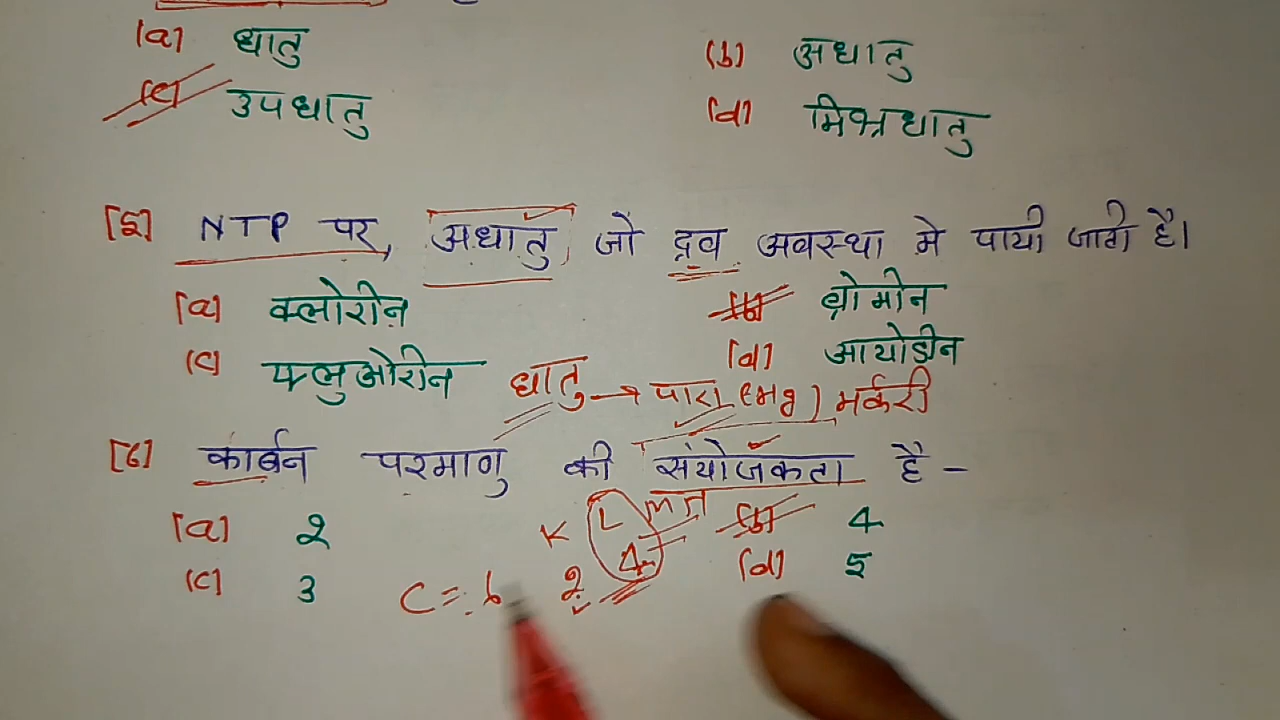 (a) धातु (b) अधातु
(c) उपधातु (d) मिश्रधातु
[5] NTP पर, अधातु जो द्रव अवस्था मे पायी जाती है।
(a) क्लोरीन (b) ब्रोमीन
(c) फ्लुओरीन (d) आयोडीन
धातु → पारा (Hg) मर्करी
[6] कार्बन परमाणु की संयोजकता है –
(a) 2 K L M N (b) 4
(c) 3 C = 6 2 4 (d) 5